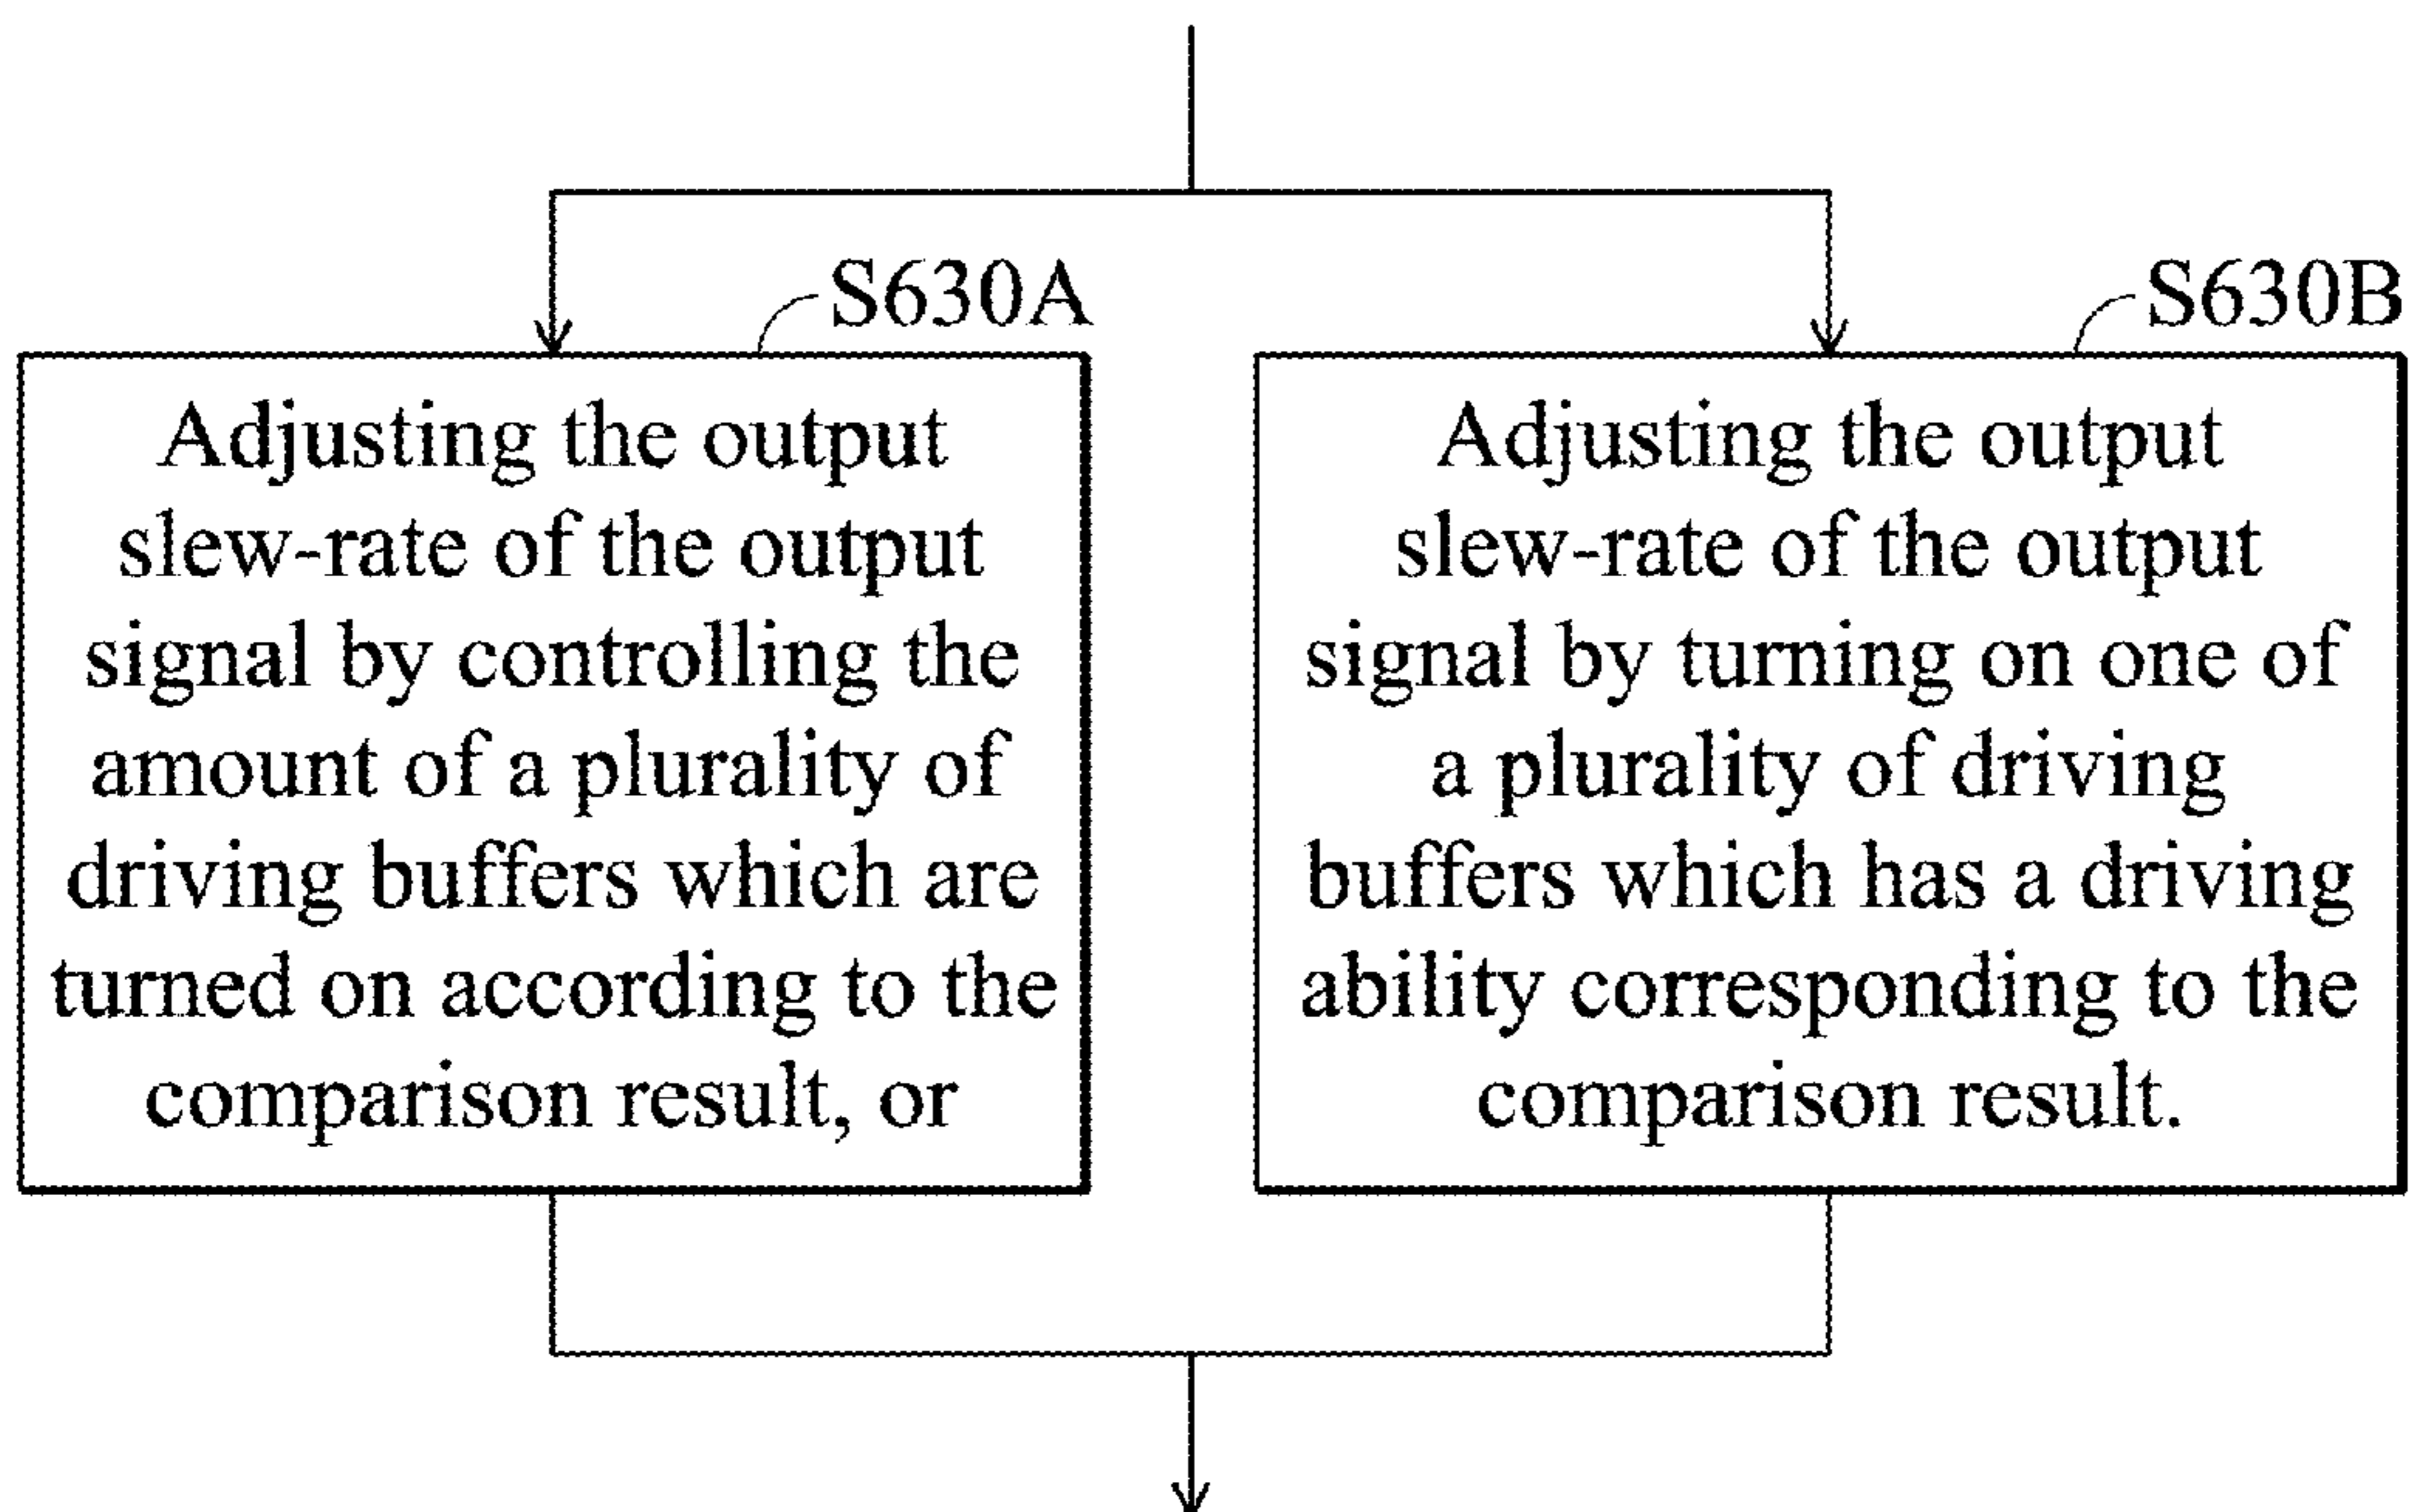 S630A
Adjusting the output
slew-rate of the output
signal by controlling the
amount of a plurality of
driving buffers which are
turned on according to the
comparison result, or
S630B
Adjusting the output
slew-rate of the output
signal by turning on one of
a plurality of driving
buffers which has a driving
ability corresponding to the
comparison result.